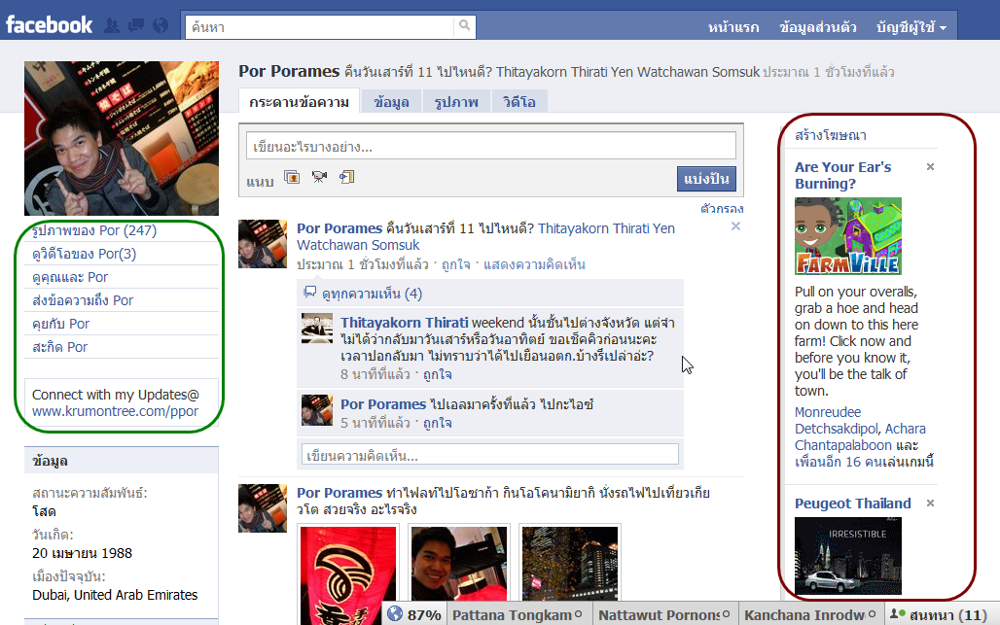 facebook
ค้นหา
หน้าแรก ข้อมูลส่วนตัว บัญชีผู้ใช้
Por Porames คืนวันเสาร์ที่ 11 ไปไหนดี? Thitayakorn Thirati Yen Watchawan Somsuk ประมาณ 1 ชั่วโมงที่แล้ว
กระดานข้อความ ข้อมูล รูปภาพ วิดีโอ
เขียนอะไรบางอย่าง...
แนบ แบ่งปัน
ตัวกรอง
รูปภาพของ Por (247)
ดูวิดีโอของ Por(3)
ดูคุณและ Por
ส่งข้อความถึง Por
คุยกับ Por
สะกิด Por
Connect with my Updates@
www.krumontree.com/ppor
ข้อมูล
สถานะความสัมพันธ์:
โสด
วันเกิด:
20 เมษายน 1988
เมืองปัจจุบัน:
Dubai, United Arab Emirates
Por Porames คืนวันเสาร์ที่ 11 ไปไหนดี? Thitayakorn Thirati Yen
Watchawan Somsuk
ประมาณ 1 ชั่วโมงที่แล้ว · ถูกใจ · แสดงความคิดเห็น
ดูทุกความเห็น (4)
Thitayakorn Thirati weekend นั้นชั้นไปต่างจังหวัด แต่จำ
ไม่ได้ว่ากลับมาวันเสาร์หรือวันอาทิตย์ ขอเช็คคิวก่อนนะคะ
เวลาปอกลับมา ไม่ทราบว่าได้ไปเยือนอตก.บ้างรึเปล่าอ่ะ?
8 นาทีที่แล้ว · ถูกใจ
Por Porames ไปเอลมาครั้งที่แล้ว ไปกะไอซ์
5 นาทีที่แล้ว · ถูกใจ
เขียนความคิดเห็น...
Por Porames ทำไฟลท์ไปโอซาก้า กินโอโคนามิยากิ นั่งรถไฟไปเที่ยวเกีย
วโต สวยจริง อะไรจริง
สร้างโฆษณา
Are Your Ear's
Burning?
FARMVILLE
Pull on your overalls,
grab a hoe and head
on down to this here
farm! Click now and
before you know it,
you'll be the talk of
town.
Monreudee
Detchsakdipol, Achara
Chantapalaboon และ
เพื่อนอีก 16 คนเล่นเกมนี้
Peugeot Thailand
IRRESISTIBLE
87% Pattana Tongkam Nattawut Pornons Kanchana Inrodw สนทนา (11)